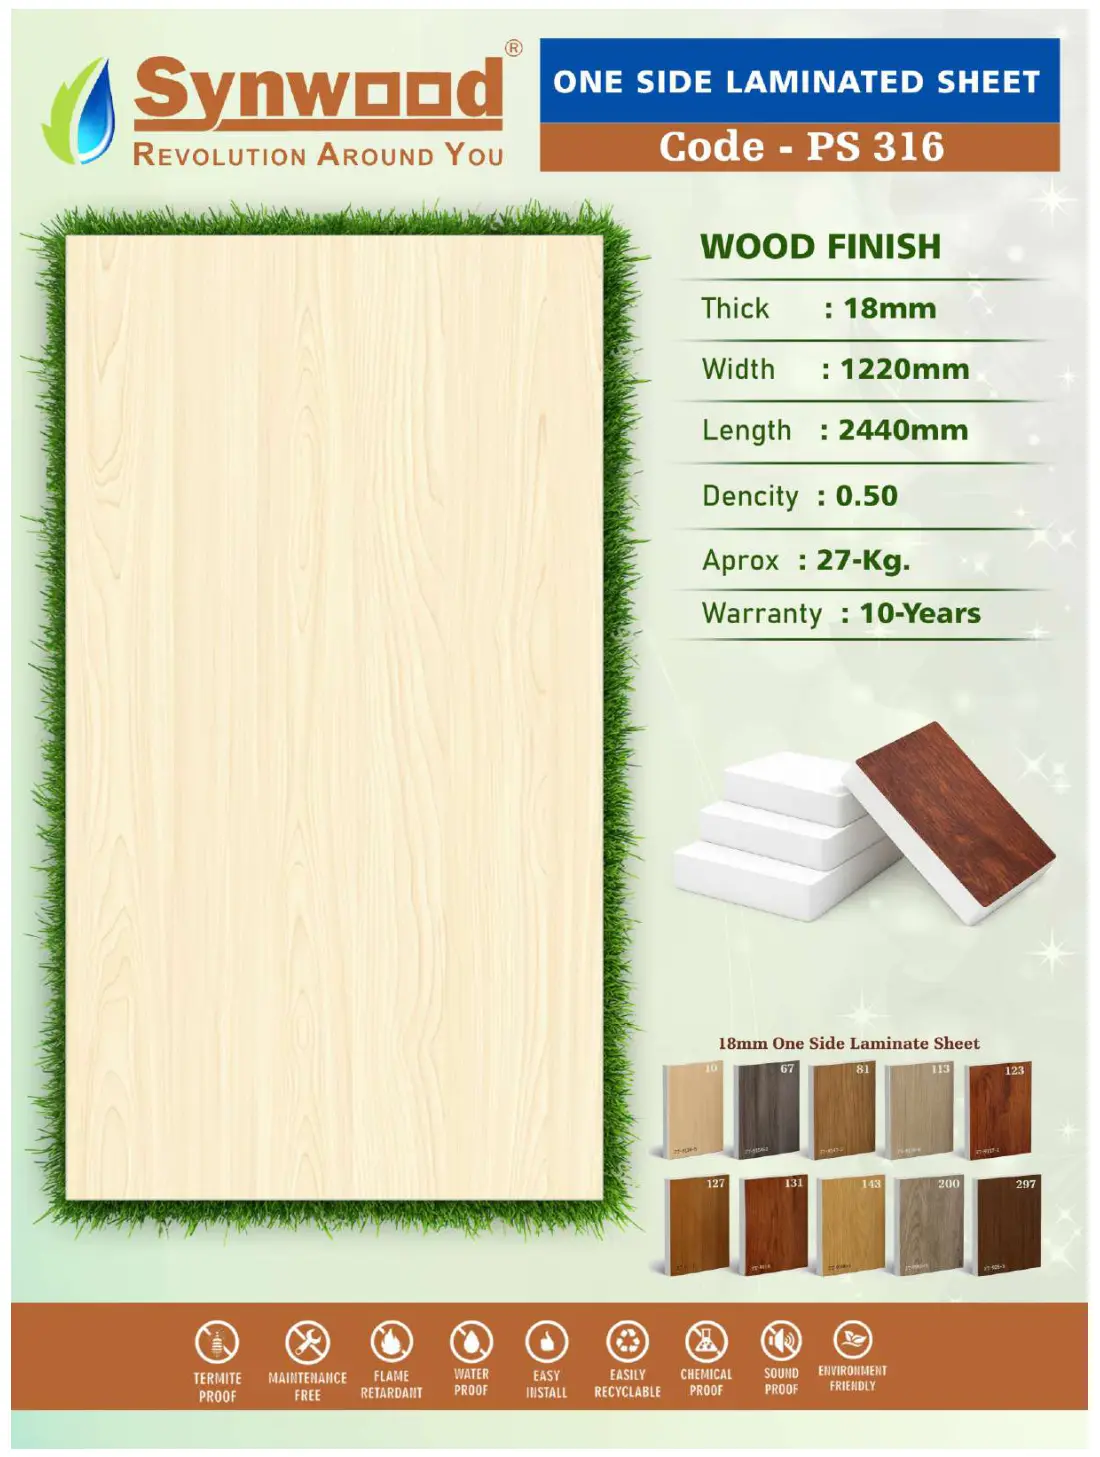 Synwood®
REVOLUTION AROUND YOU
ONE SIDE LAMINATED SHEET
Code - PS 316
WOOD FINISH
Thick : 18mm
Width : 1220mm
Length : 2440mm
Dencity : 0.50
Aprox : 27-Kg.
Warranty : 10-Years
18mm One Side Laminate Sheet
10 67 81 113 123
127 131 143 200 297
TERMITE PROOF
MAINTENANCE FREE
FLAME RETARDANT
WATER PROOF
EASY INSTALL
EASILY RECYCLABLE
CHEMICAL PROOF
SOUND PROOF
ENVIRONMENT FRIENDLY